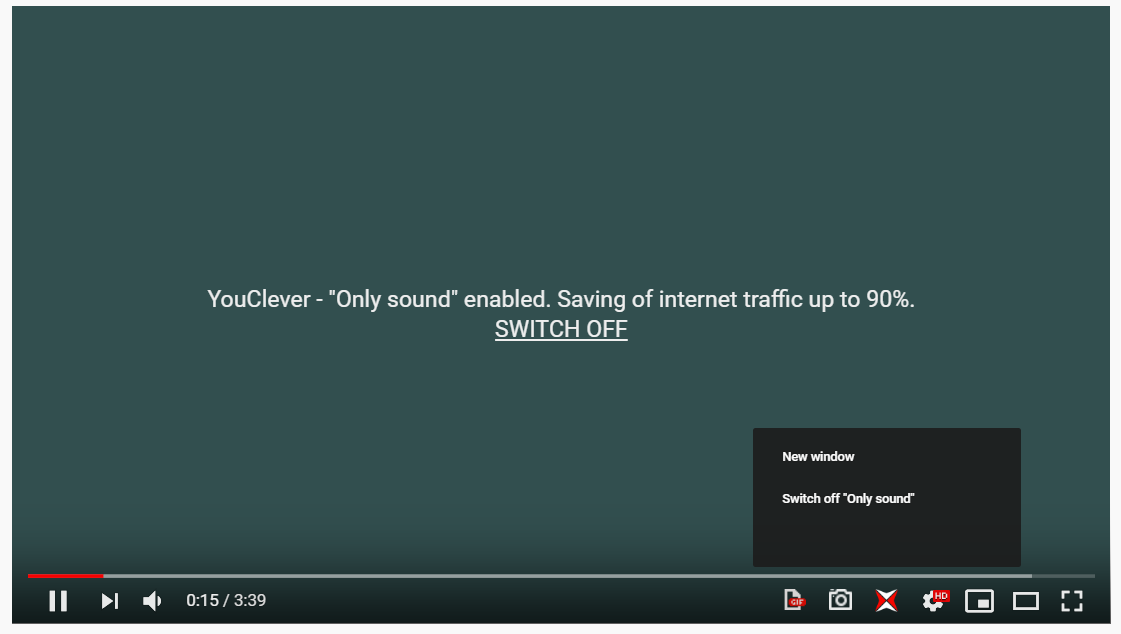 YouClever - "Only sound" enabled. Saving of internet traffic up to 90%.
SWITCH OFF
New window
Switch off "Only sound"
0:15 / 3:39
GIF
HD